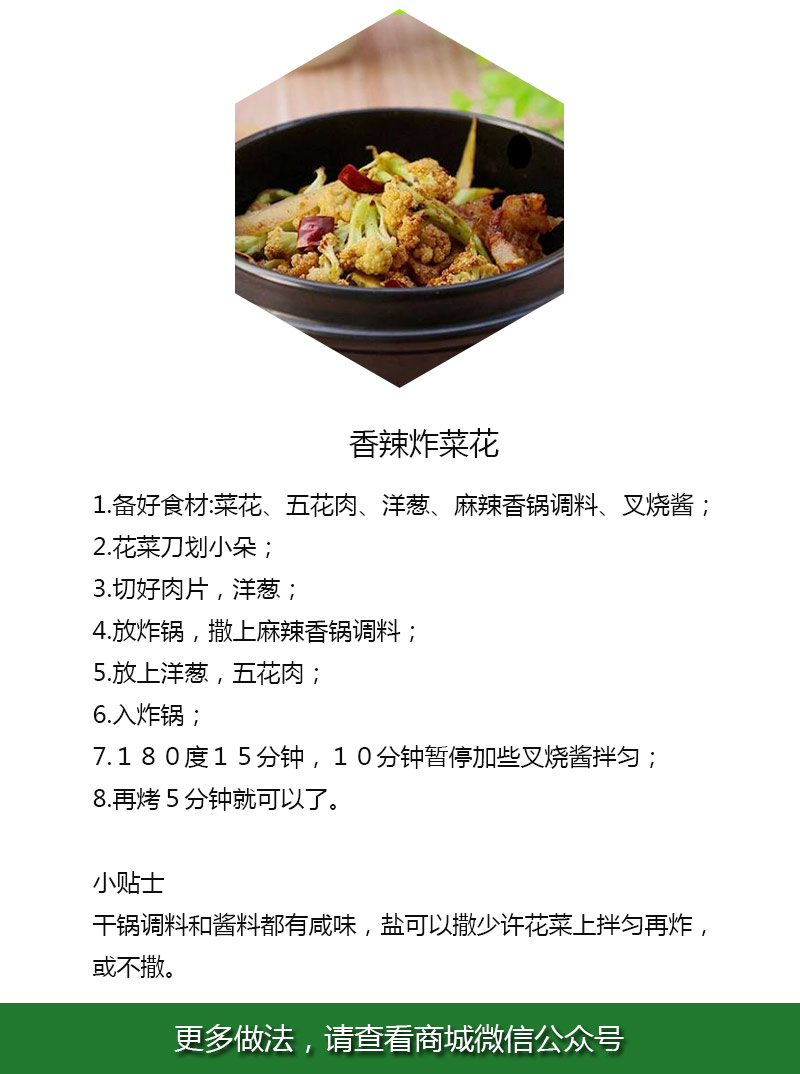 香辣炸菜花
1.备好食材:菜花、五花肉、洋葱、麻辣香锅调料、叉烧酱；
2.花菜刀划小朵；
3.切好肉片，洋葱；
4.放炸锅，撒上麻辣香锅调料；
5.放上洋葱，五花肉；
6.入炸锅；
7.１８０度１５分钟，１０分钟暂停加些叉烧酱拌匀；
8.再烤５分钟就可以了。
小贴士
干锅调料和酱料都有咸味，盐可以撒少许花菜上拌匀再炸，
或不撒。
更多做法，请查看商城微信公众号